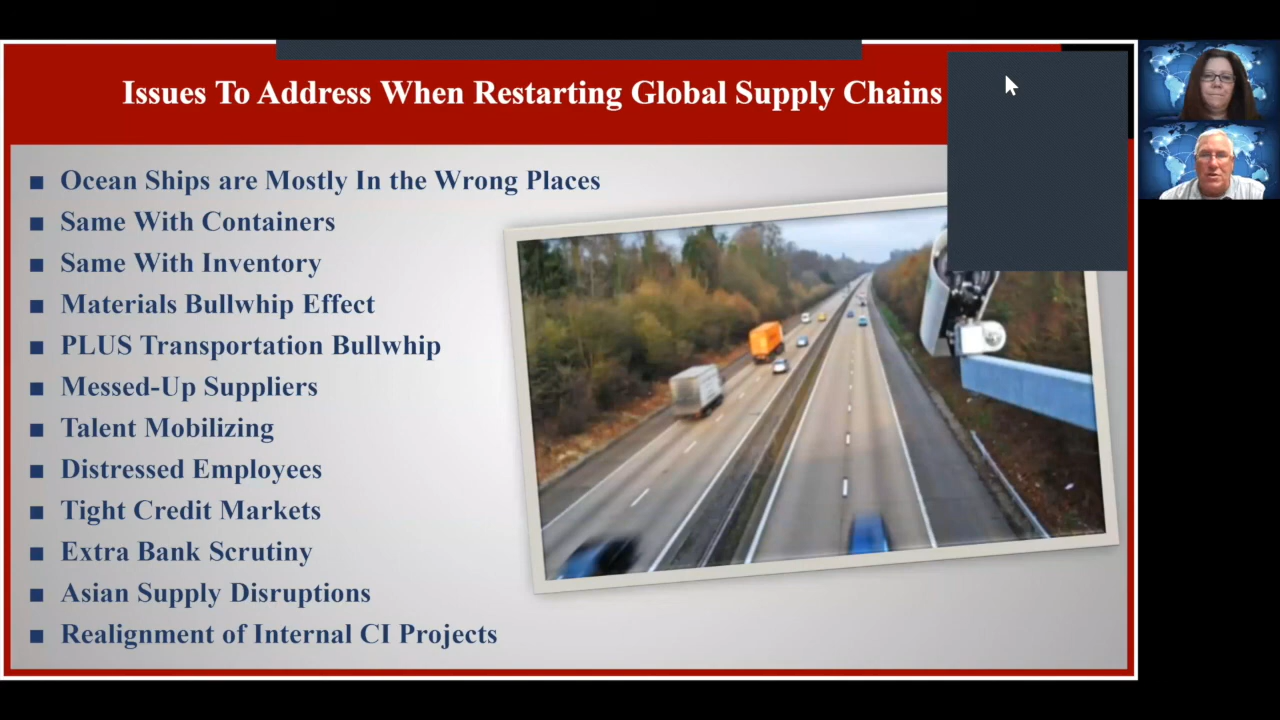 Issues To Address When Restarting Global Supply Chains
Ocean Ships are Mostly In the Wrong Places
Same With Containers
Same With Inventory
Materials Bullwhip Effect
PLUS Transportation Bullwhip
Messed-Up Suppliers
Talent Mobilizing
Distressed Employees
Tight Credit Markets
Extra Bank Scrutiny
Asian Supply Disruptions
Realignment of Internal CI Projects